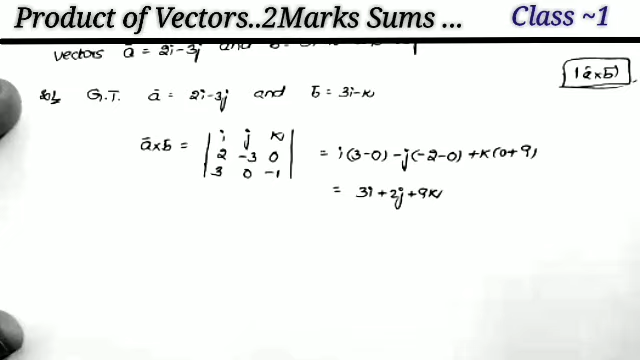 Product of Vectors..2Marks Sums ... Class ~1
vectors ā = 2i-3j and
|ā×b̄|
Sol G.T. ā = 2i-3j and b̄ = 3i-k
ā×b̄ = | i j k | = i(3-0) -j(-2-0) +k(0+9)
2 -3 0
3 0 -1
= 3i+2j+9k